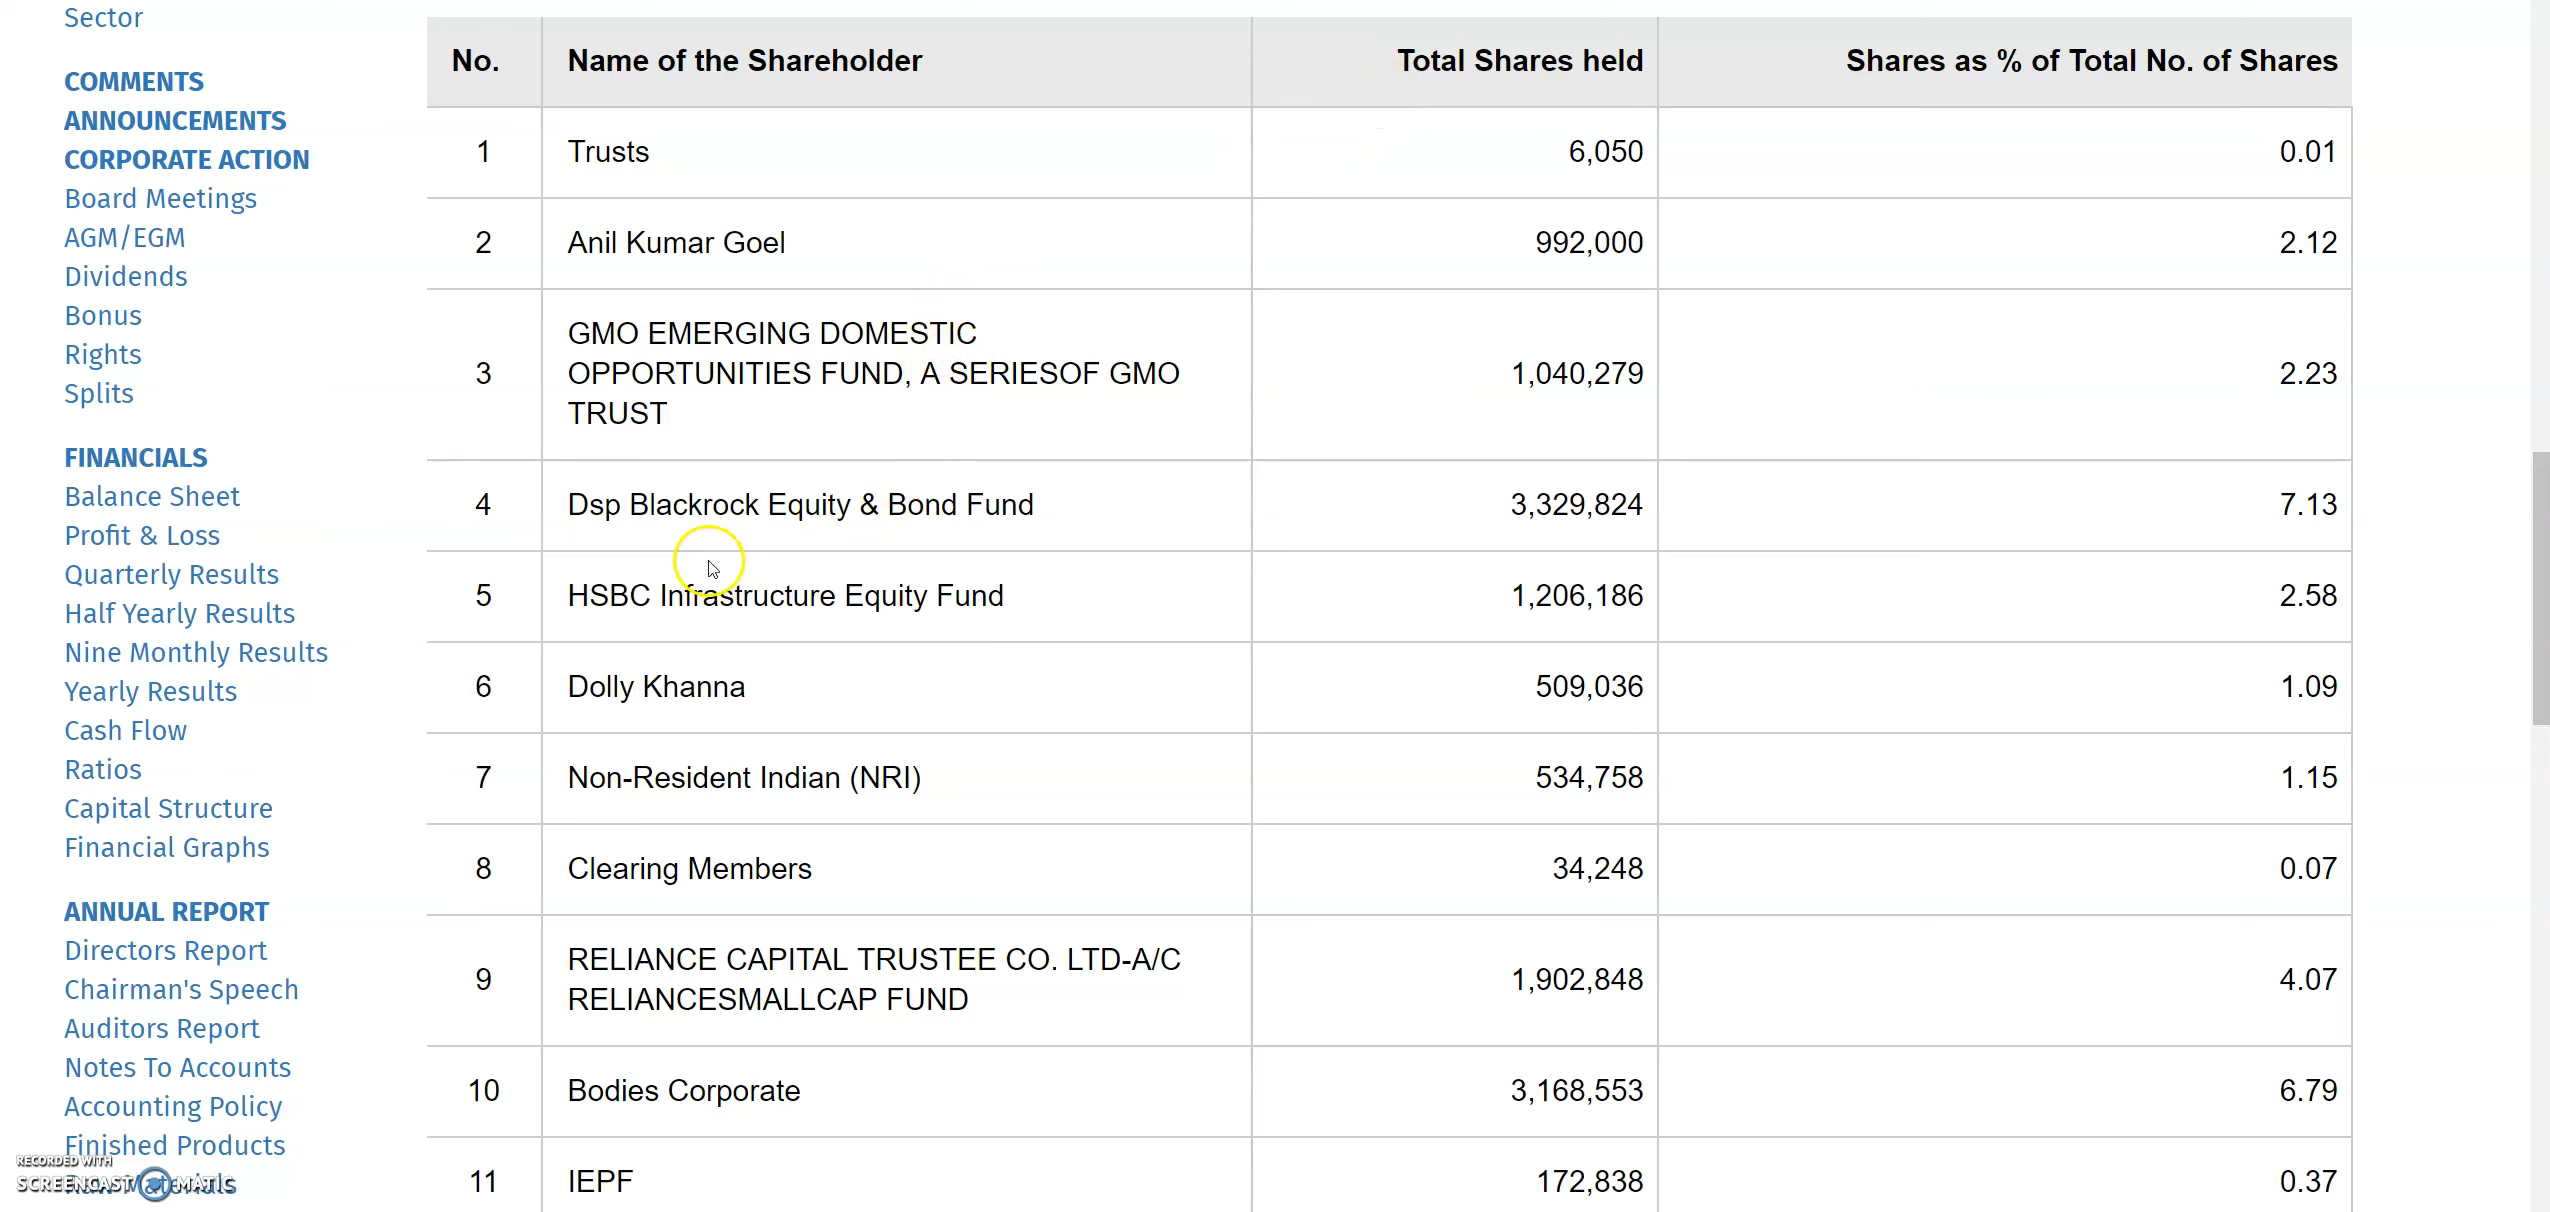 Sector
COMMENTS
ANNOUNCEMENTS
CORPORATE ACTION
Board Meetings
AGM/EGM
Dividends
Bonus
Rights
Splits
FINANCIALS
Balance Sheet
Profit & Loss
Quarterly Results
Half Yearly Results
Nine Monthly Results
Yearly Results
Cash Flow
Ratios
Capital Structure
Financial Graphs
ANNUAL REPORT
Directors Report
Chairman's Speech
Auditors Report
Notes To Accounts
Accounting Policy
Finished Products
RECORDED WITH
SCREENCAST MATIC
No. Name of the Shareholder Total Shares held Shares as % of Total No. of Shares
1 Trusts 6,050 0.01
2 Anil Kumar Goel 992,000 2.12
GMO EMERGING DOMESTIC
3 OPPORTUNITIES FUND, A SERIESOF GMO 1,040,279 2.23
TRUST
4 Dsp Blackrock Equity & Bond Fund 3,329,824 7.13
5 HSBC Infrastructure Equity Fund 1,206,186 2.58
6 Dolly Khanna 509,036 1.09
7 Non-Resident Indian (NRI) 534,758 1.15
8 Clearing Members 34,248 0.07
RELIANCE CAPITAL TRUSTEE CO. LTD-A/C
9 RELIANCESMALLCAP FUND 1,902,848 4.07
10 Bodies Corporate 3,168,553 6.79
11 IEPF 172,838 0.37